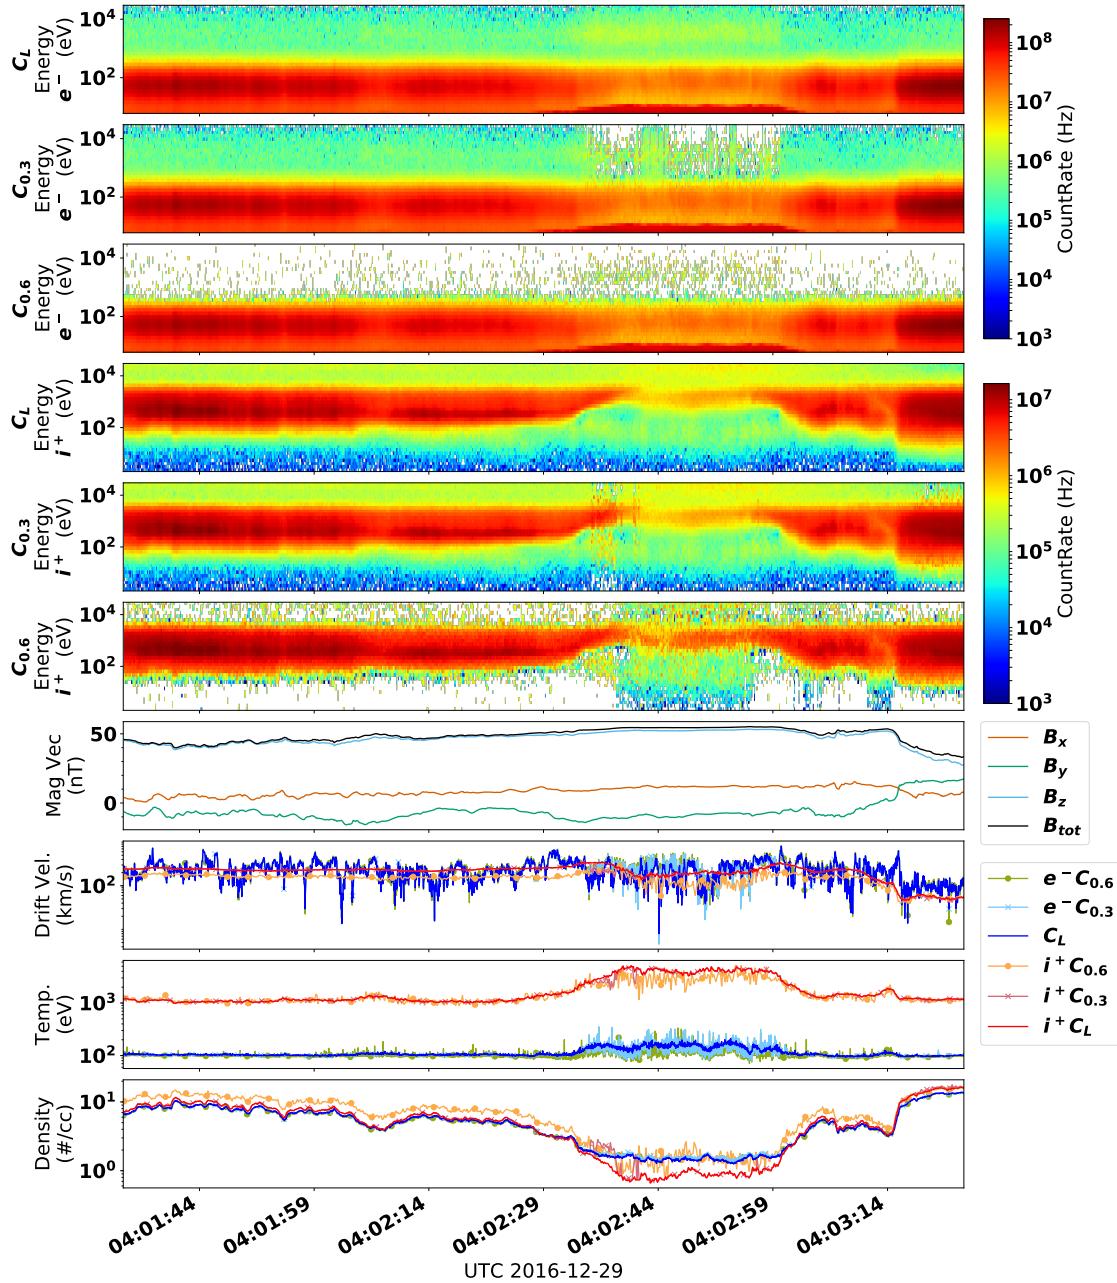 C_L
Energy
e^- (eV)
10^4
10^2
C_0.3
Energy
e^- (eV)
10^4
10^2
C_0.6
Energy
e^- (eV)
10^4
10^2
10^8
10^7
10^6
10^5
10^4
10^3
CountRate (Hz)
C_L
Energy
i^+ (eV)
10^4
10^2
C_0.3
Energy
i^+ (eV)
10^4
10^2
C_0.6
Energy
i^+ (eV)
10^4
10^2
10^7
10^6
10^5
10^4
10^3
CountRate (Hz)
Mag Vec
(nT)
50
0
B_x
B_y
B_z
B_tot
Drift Vel.
(km/s)
10^2
Temp.
(eV)
10^3
10^2
Density
(#/cc)
10^1
10^0
e^- C_0.6
e^- C_0.3
C_L
i^+ C_0.6
i^+ C_0.3
i^+ C_L
04:01:44
04:01:59
04:02:14
04:02:29
04:02:44
04:02:59
04:03:14
UTC 2016-12-29